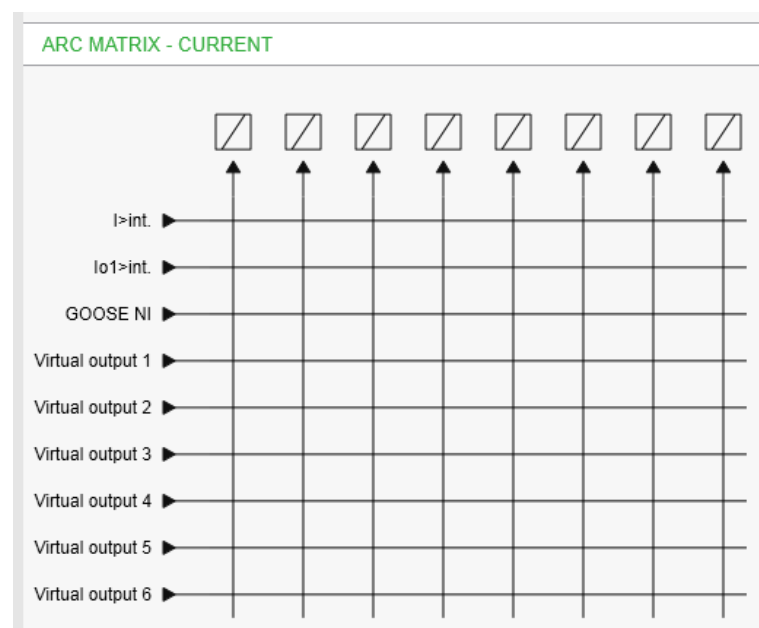 ARC MATRIX - CURRENT
I>int.
Io1>int.
GOOSE NI
Virtual output 1
Virtual output 2
Virtual output 3
Virtual output 4
Virtual output 5
Virtual output 6